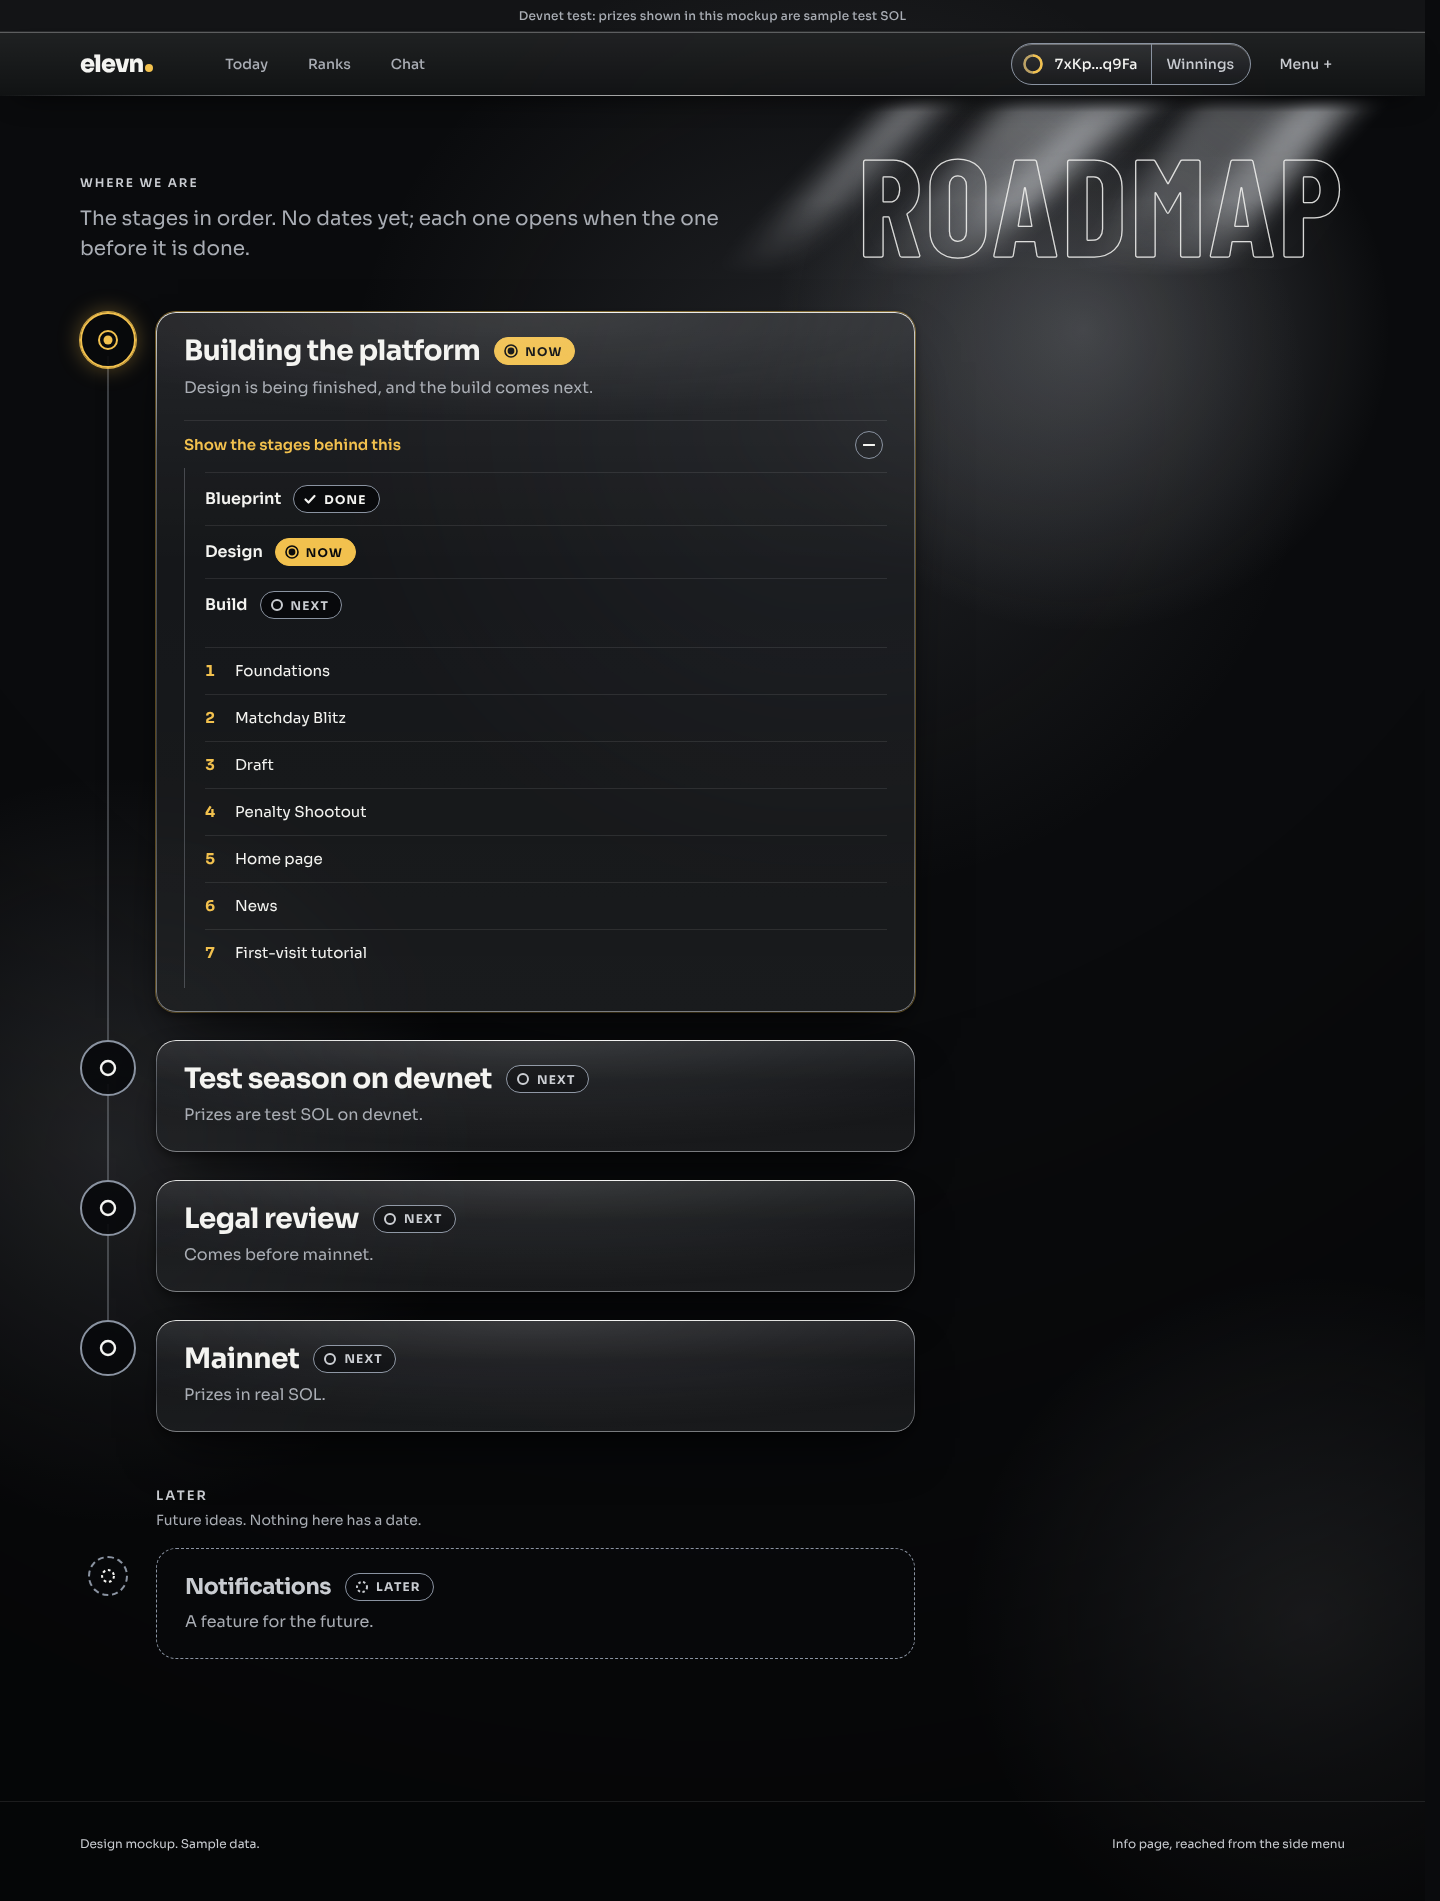 Devnet test: prizes shown in this mockup are sample test SOL
elevn.
Today
Ranks
Chat
7xKp...q9Fa
Winnings
Menu +
WHERE WE ARE
The stages in order. No dates yet; each one opens when the one
before it is done.
ROADMAP
Building the platform
NOW
Design is being finished, and the build comes next.
Show the stages behind this
Blueprint
DONE
Design
NOW
Build
NEXT
1 Foundations
2 Matchday Blitz
3 Draft
4 Penalty Shootout
5 Home page
6 News
7 First-visit tutorial
Test season on devnet
NEXT
Prizes are test SOL on devnet.
Legal review
NEXT
Comes before mainnet.
Mainnet
NEXT
Prizes in real SOL.
LATER
Future ideas. Nothing here has a date.
Notifications
LATER
A feature for the future.
Design mockup. Sample data.
Info page, reached from the side menu